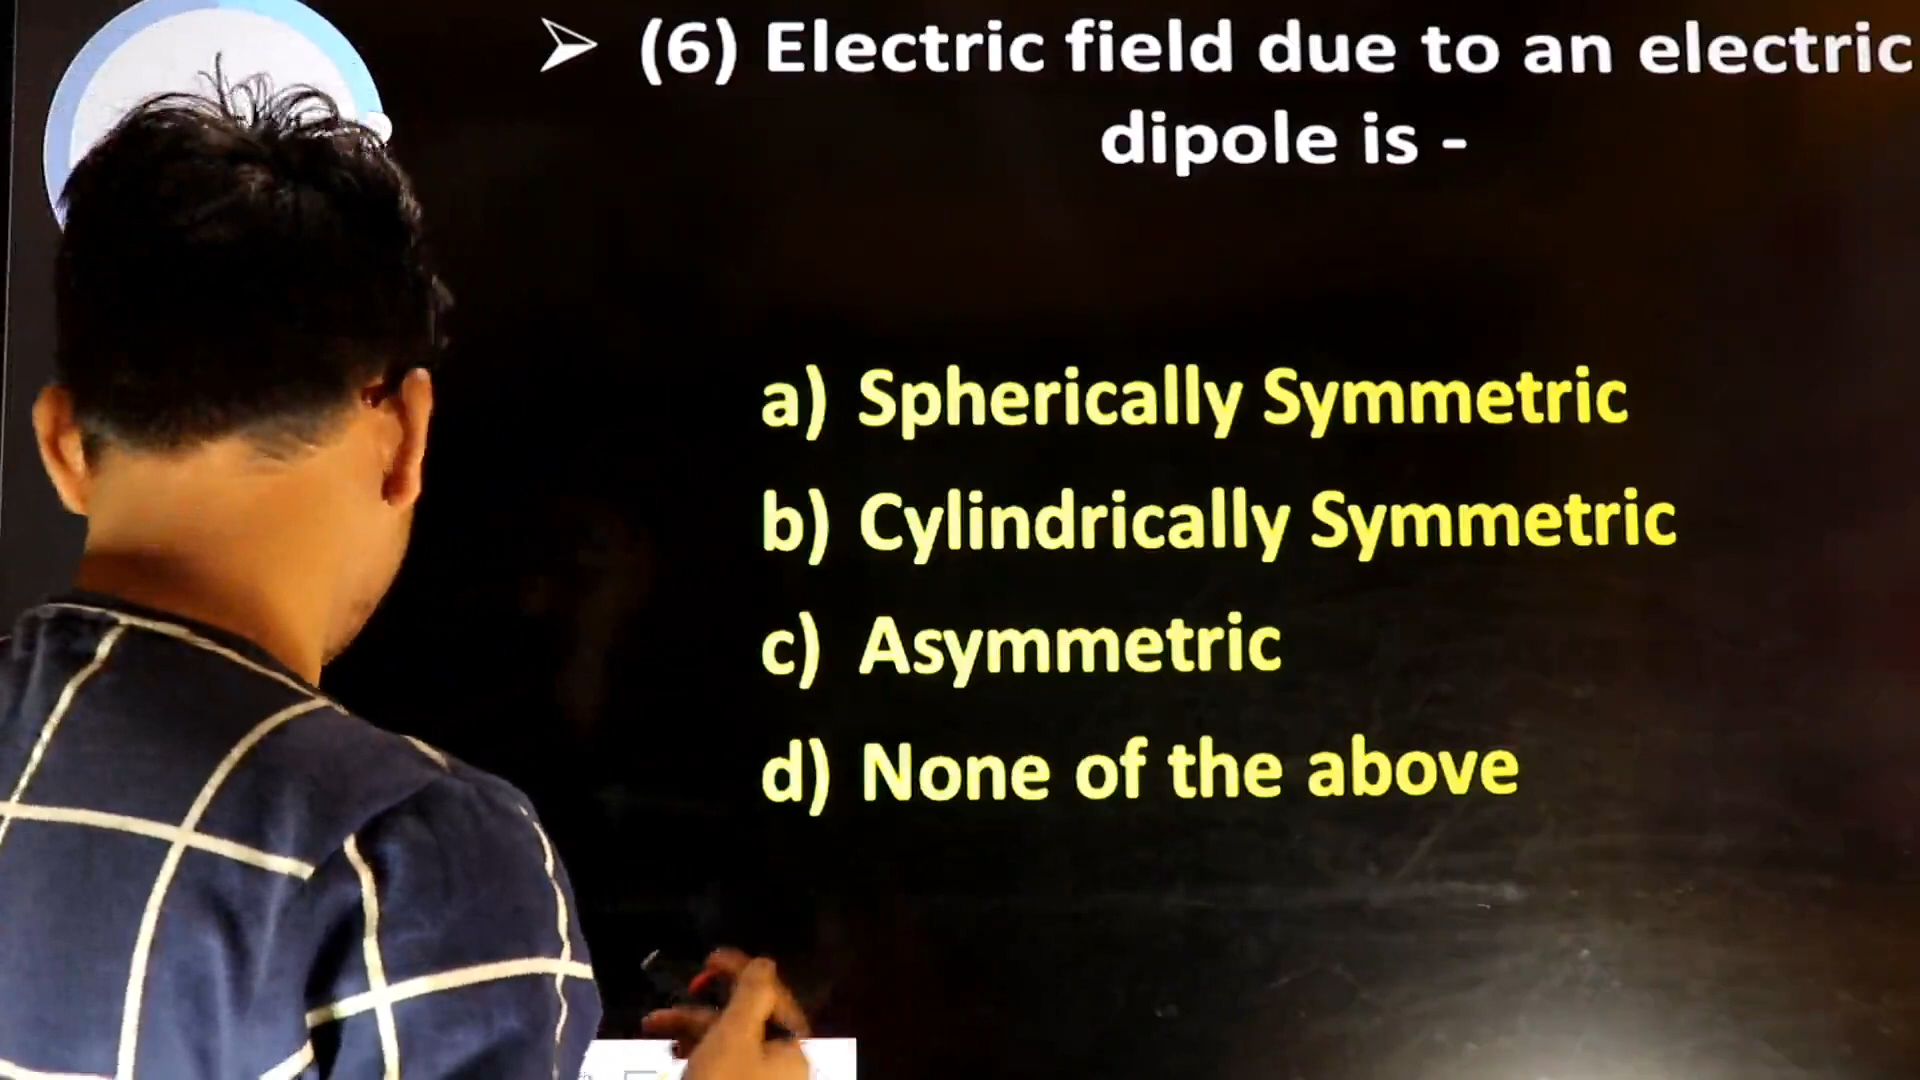 ➢ (6) Electric field due to an electric
dipole is -
a) Spherically Symmetric
b) Cylindrically Symmetric
c) Asymmetric
d) None of the above